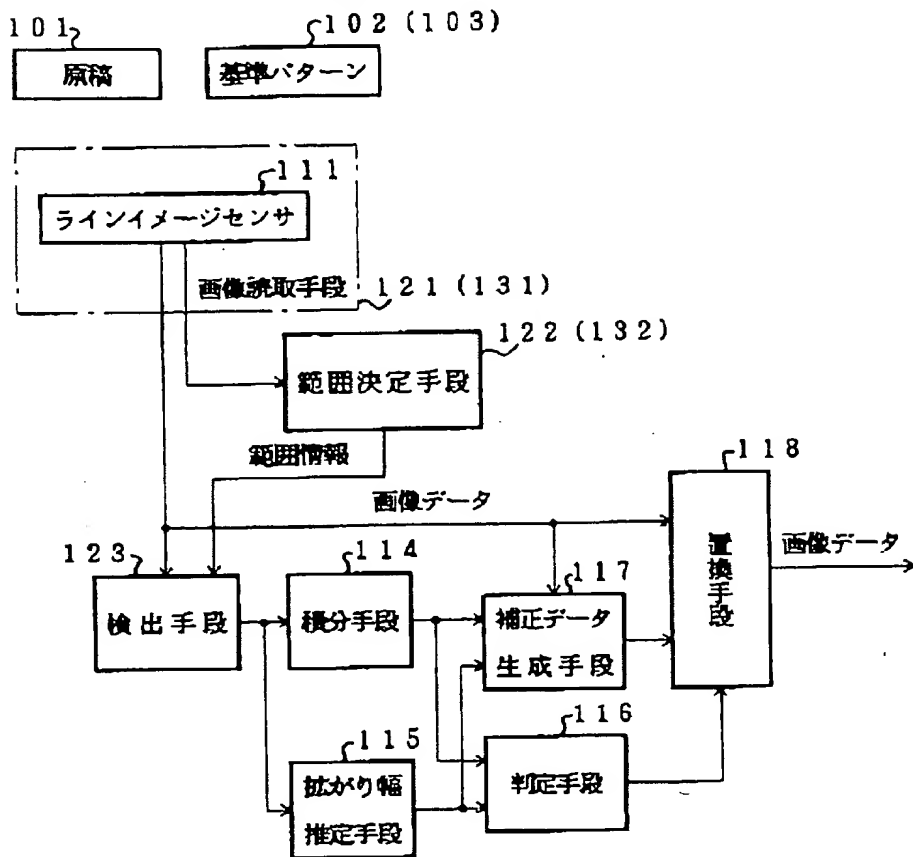 101
102(103)
原稿
基準パターン
111
ラインイメージセンサ
画像読取手段
121(131)
122(132)
範囲決定手段
範囲情報
118
画像データ
置換手段
画像データ
123
114
117
検出手段
積分手段
補正データ
生成手段
116
115
拡がり幅
推定手段
判定手段